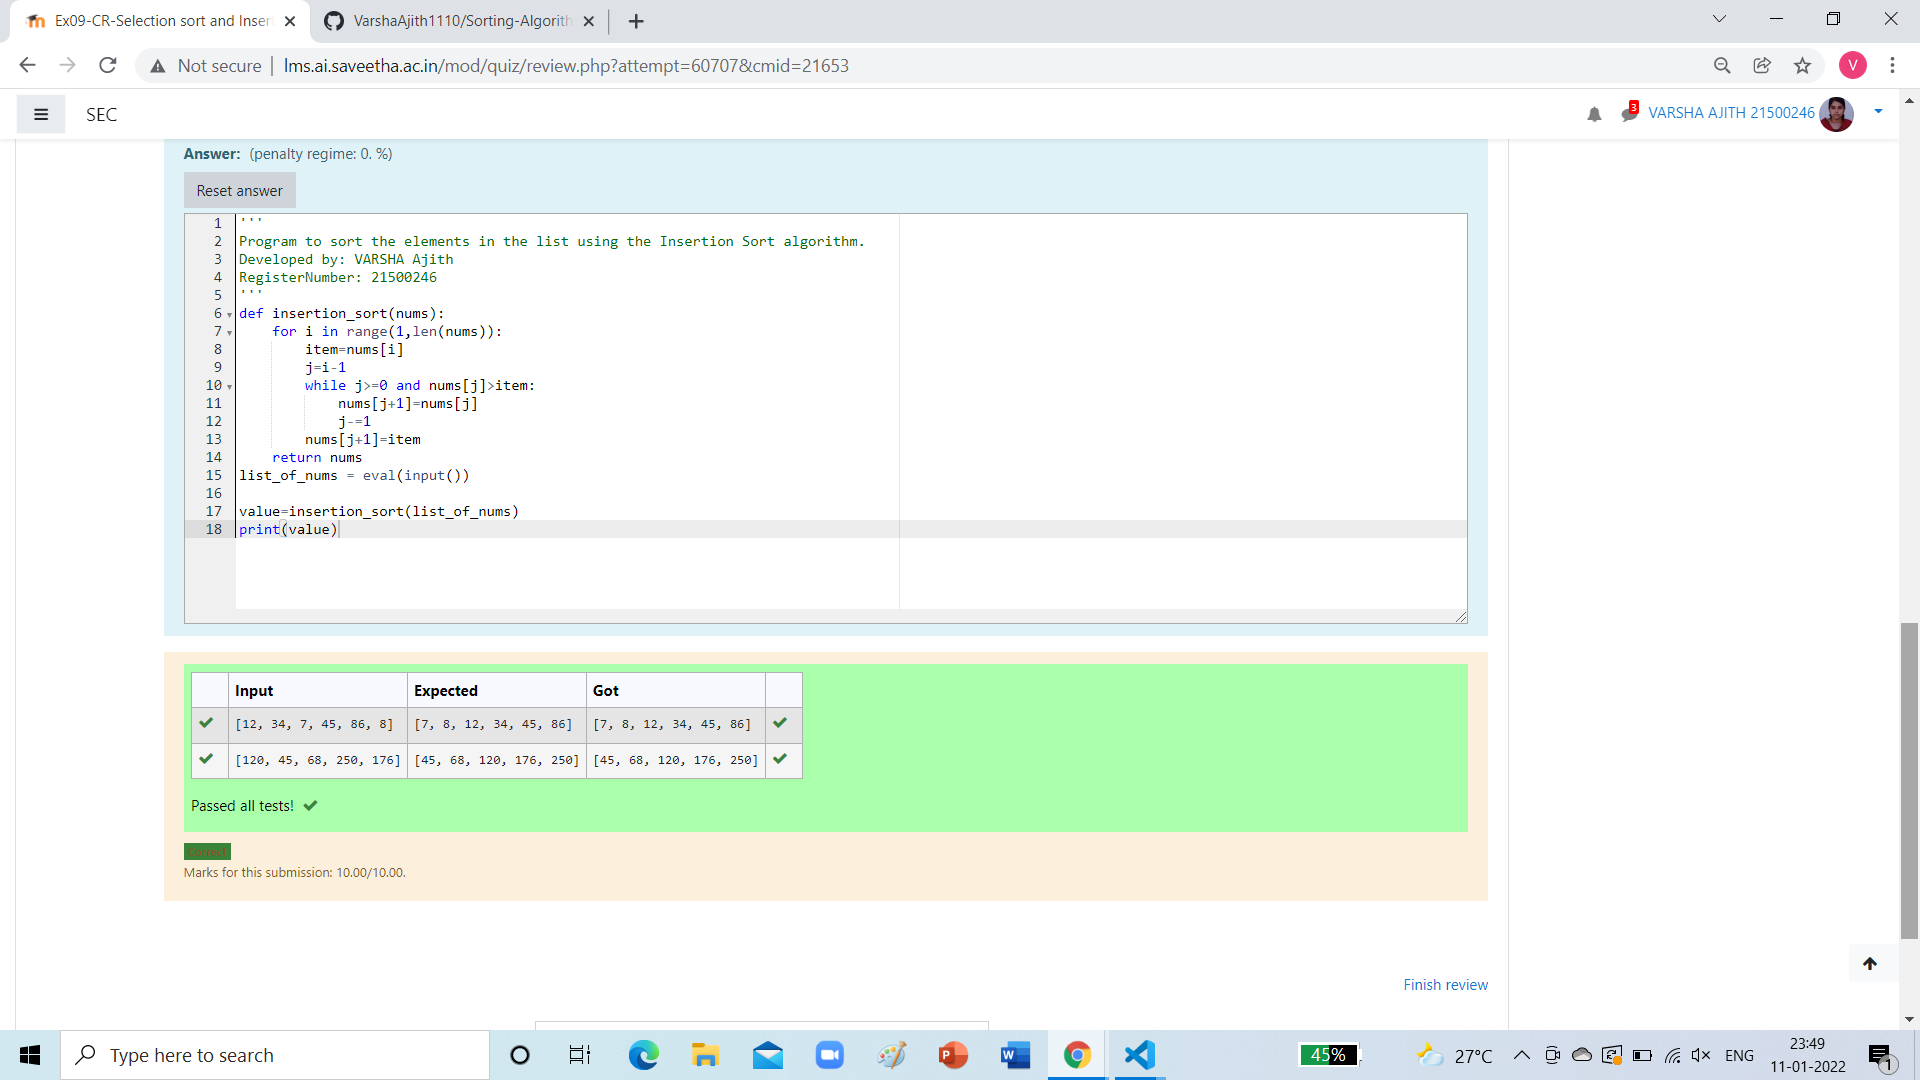 Ex09-CR-Selection sort and Inser
VarshaAjith1110/Sorting-Algorith
Not secure
lms.ai.saveetha.ac.in/mod/quiz/review.php?attempt=60707&cmid=21653
V
SEC
3
VARSHA AJITH 21500246
Answer: (penalty regime: 0. %)
Reset answer
1 '''
2 Program to sort the elements in the list using the Insertion Sort algorithm.
3 Developed by: VARSHA Ajith
4 RegisterNumber: 21500246
5 '''
6 def insertion_sort(nums):
7     for i in range(1,len(nums)):
8         item=nums[i]
9         j=i-1
10         while j>=0 and nums[j]>item:
11             nums[j+1]=nums[j]
12             j-=1
13         nums[j+1]=item
14     return nums
15 list_of_nums = eval(input())
16
17 value=insertion_sort(list_of_nums)
18 print(value)
Input Expected Got
[12, 34, 7, 45, 86, 8] [7, 8, 12, 34, 45, 86] [7, 8, 12, 34, 45, 86]
[120, 45, 68, 250, 176] [45, 68, 120, 176, 250] [45, 68, 120, 176, 250]
Passed all tests!
Correct
Marks for this submission: 10.00/10.00.
Finish review
Type here to search
45%
27°C
ENG
23:49
11-01-2022
1